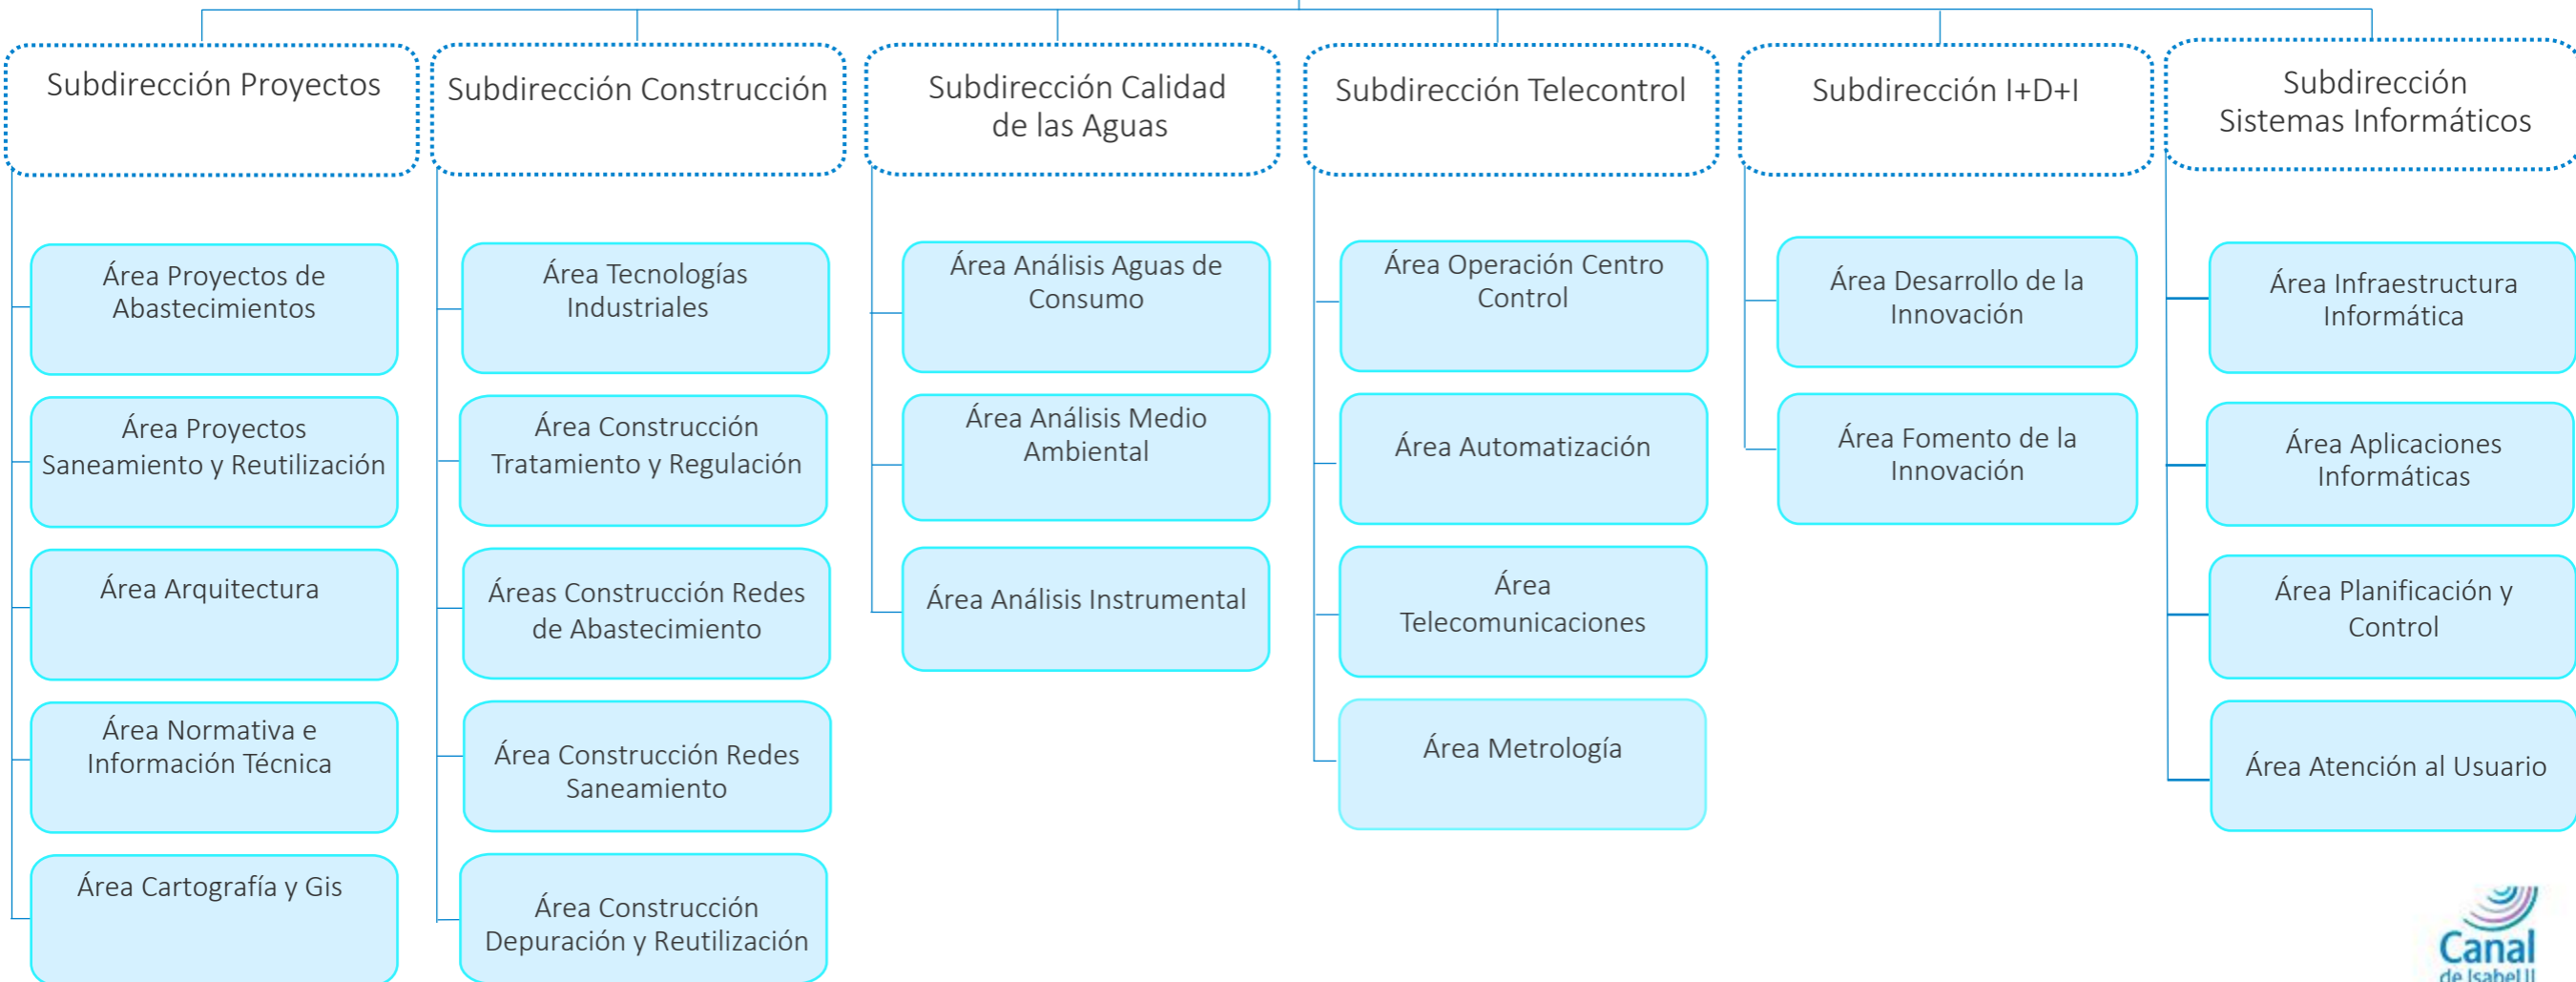 Subdirección Proyectos
Área Proyectos de
Abastecimientos
Área Proyectos
Saneamiento y Reutilización
Área Arquitectura
Área Normativa e
Información Técnica
Área Cartografía y Gis
Subdirección Construcción
Área Tecnologías
Industriales
Área Construcción
Tratamiento y Regulación
Áreas Construcción Redes
de Abastecimiento
Área Construcción Redes
Saneamiento
Área Construcción
Depuración y Reutilización
Subdirección Calidad
de las Aguas
Área Análisis Aguas de
Consumo
Área Análisis Medio
Ambiental
Área Análisis Instrumental
Subdirección Telecontrol
Área Operación Centro
Control
Área Automatización
Área
Telecomunicaciones
Área Metrología
Subdirección I+D+I
Área Desarrollo de la
Innovación
Área Fomento de la
Innovación
Subdirección
Sistemas Informáticos
Área Infraestructura
Informática
Área Aplicaciones
Informáticas
Área Planificación y
Control
Área Atención al Usuario
Canal
de Isabel II